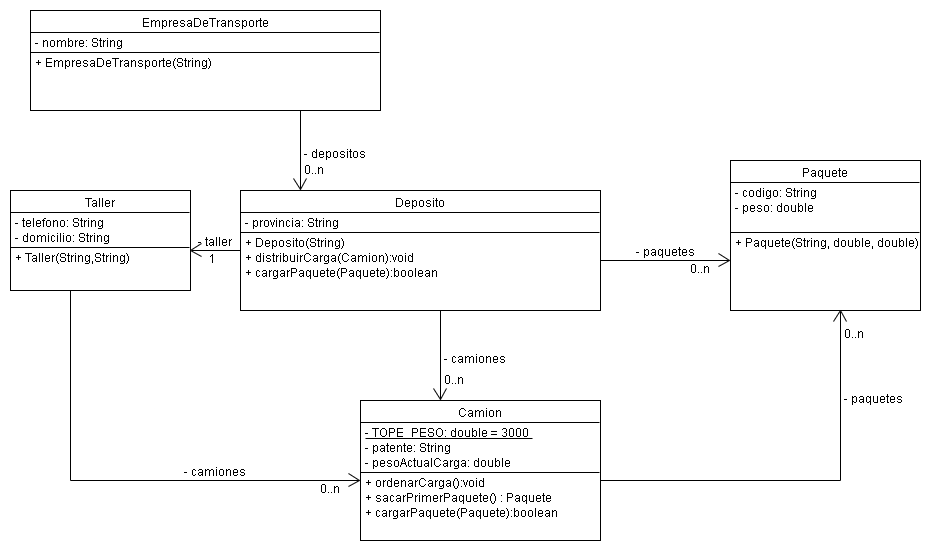 EmpresaDeTransporte
- nombre: String
+ EmpresaDeTransporte(String)
- depositos
0..n
Taller
- telefono: String
- domicilio: String
+ Taller(String,String)
- taller
1
Deposito
- provincia: String
+ Deposito(String)
+ distribuirCarga(Camion):void
+ cargarPaquete(Paquete):boolean
- paquetes
0..n
Paquete
- codigo: String
- peso: double
+ Paquete(String, double, double)
0..n
- paquetes
- camiones
0..n
Camion
- TOPE_PESO: double = 3000
- patente: String
- pesoActualCarga: double
+ ordenarCarga():void
+ sacarPrimerPaquete() : Paquete
+ cargarPaquete(Paquete):boolean
- camiones
0..n